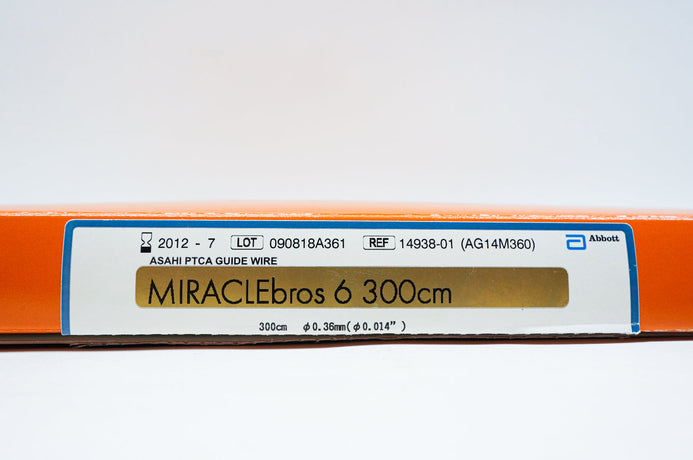 2012 - 7 LOT 090818A361 REF 14938-01 (AG14M360) Abbott
ASAHI PTCA GUIDE WIRE
MIRACLEbros 6 300cm
300cm ϕ0.36mm(ϕ0.014")